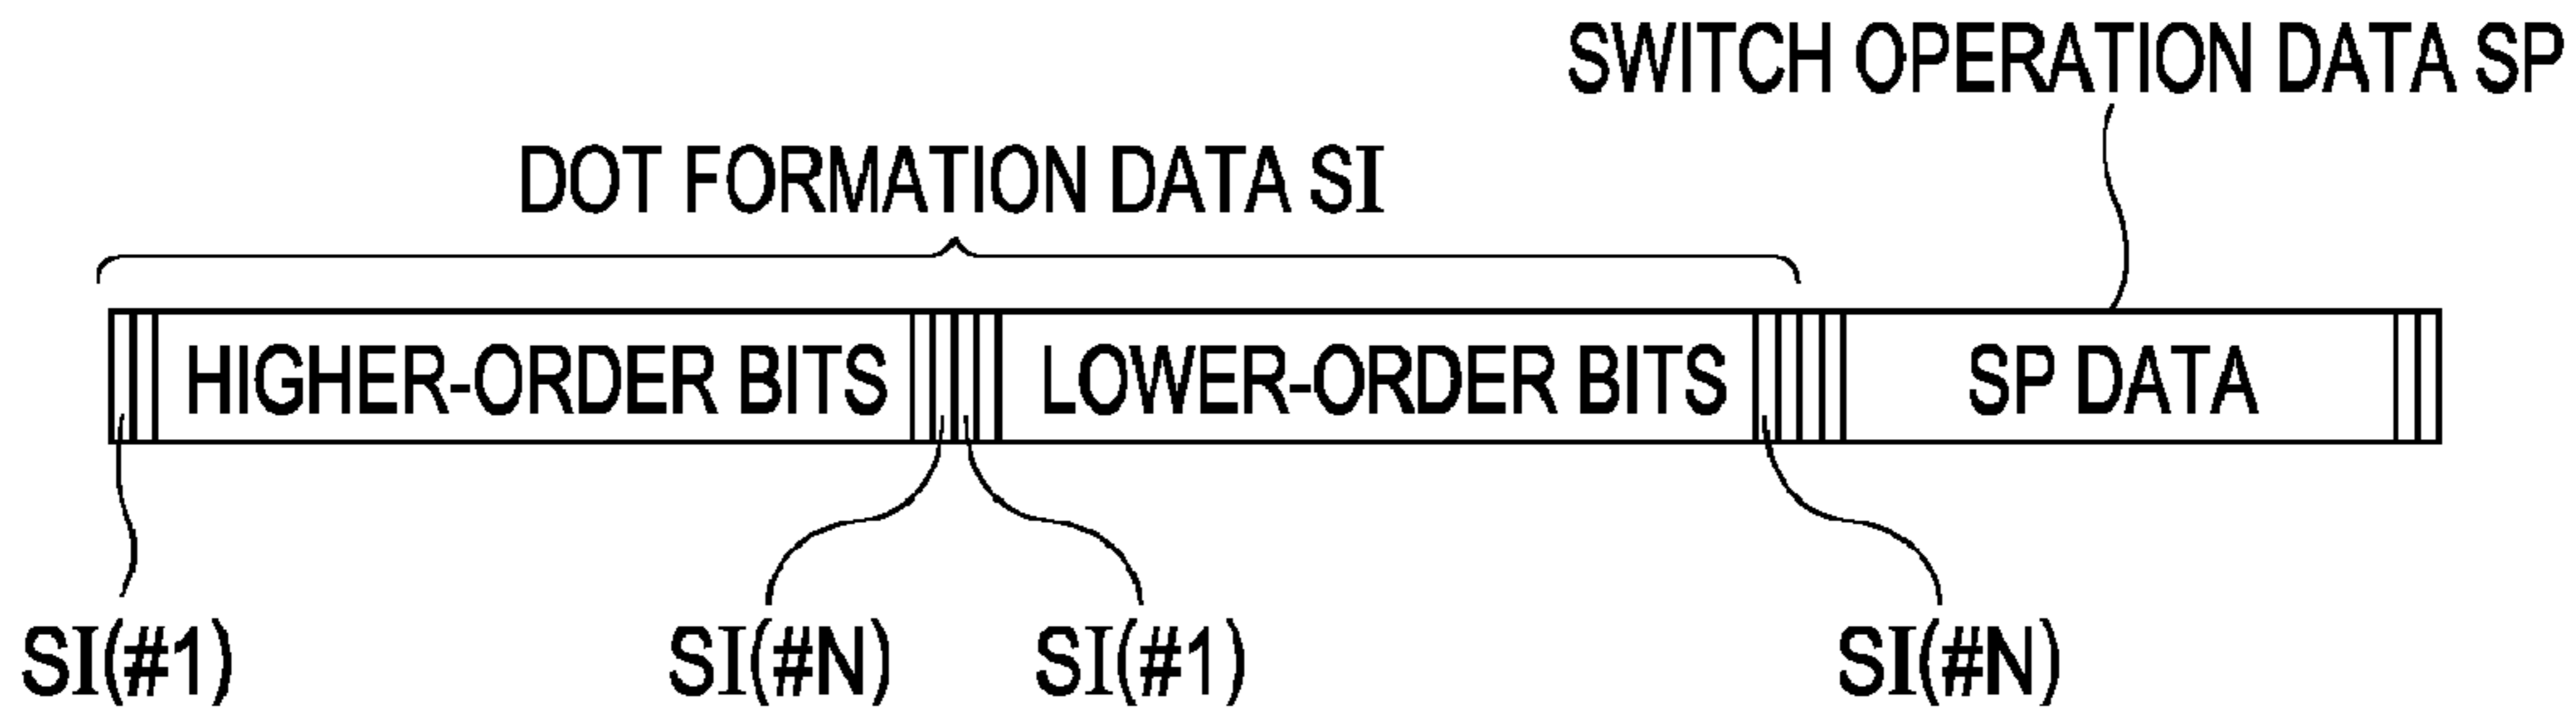 SWITCH OPERATION DATA SP
DOT FORMATION DATA SI
HIGHER-ORDER BITS
LOWER-ORDER BITS
SP DATA
SI(#1)
SI(#N)
SI(#1)
SI(#N)